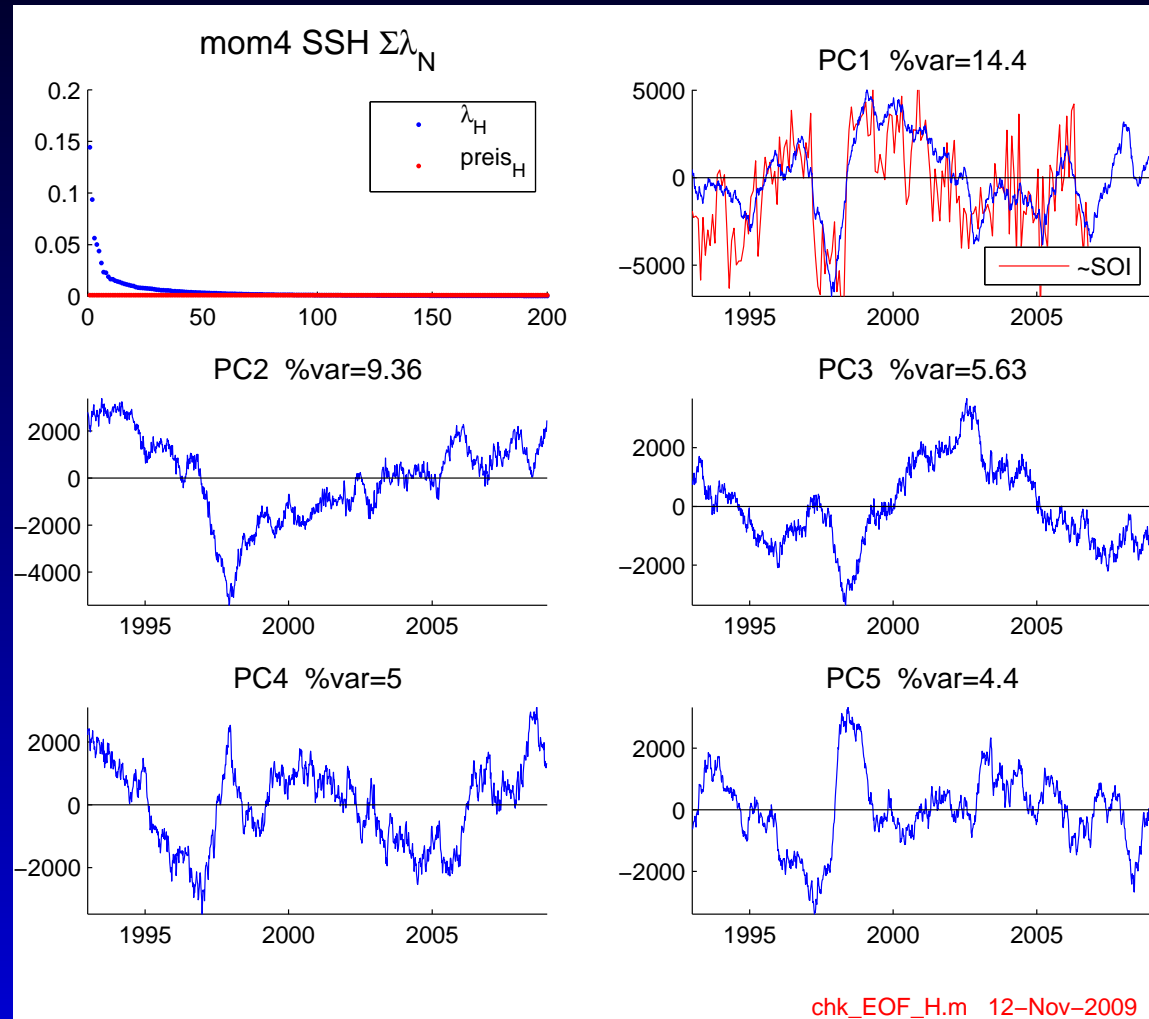 mom4 SSH Σλ_N
0.2
0.15
0.1
0.05
0
0 50 100 150 200
λ_H
preis_H
PC1 %var=14.4
5000
0
−5000
~SOI
1995 2000 2005
PC2 %var=9.36
2000
0
−2000
−4000
1995 2000 2005
PC3 %var=5.63
2000
0
−2000
1995 2000 2005
PC4 %var=5
2000
0
−2000
1995 2000 2005
PC5 %var=4.4
2000
0
−2000
1995 2000 2005
chk_EOF_H.m 12−Nov−2009